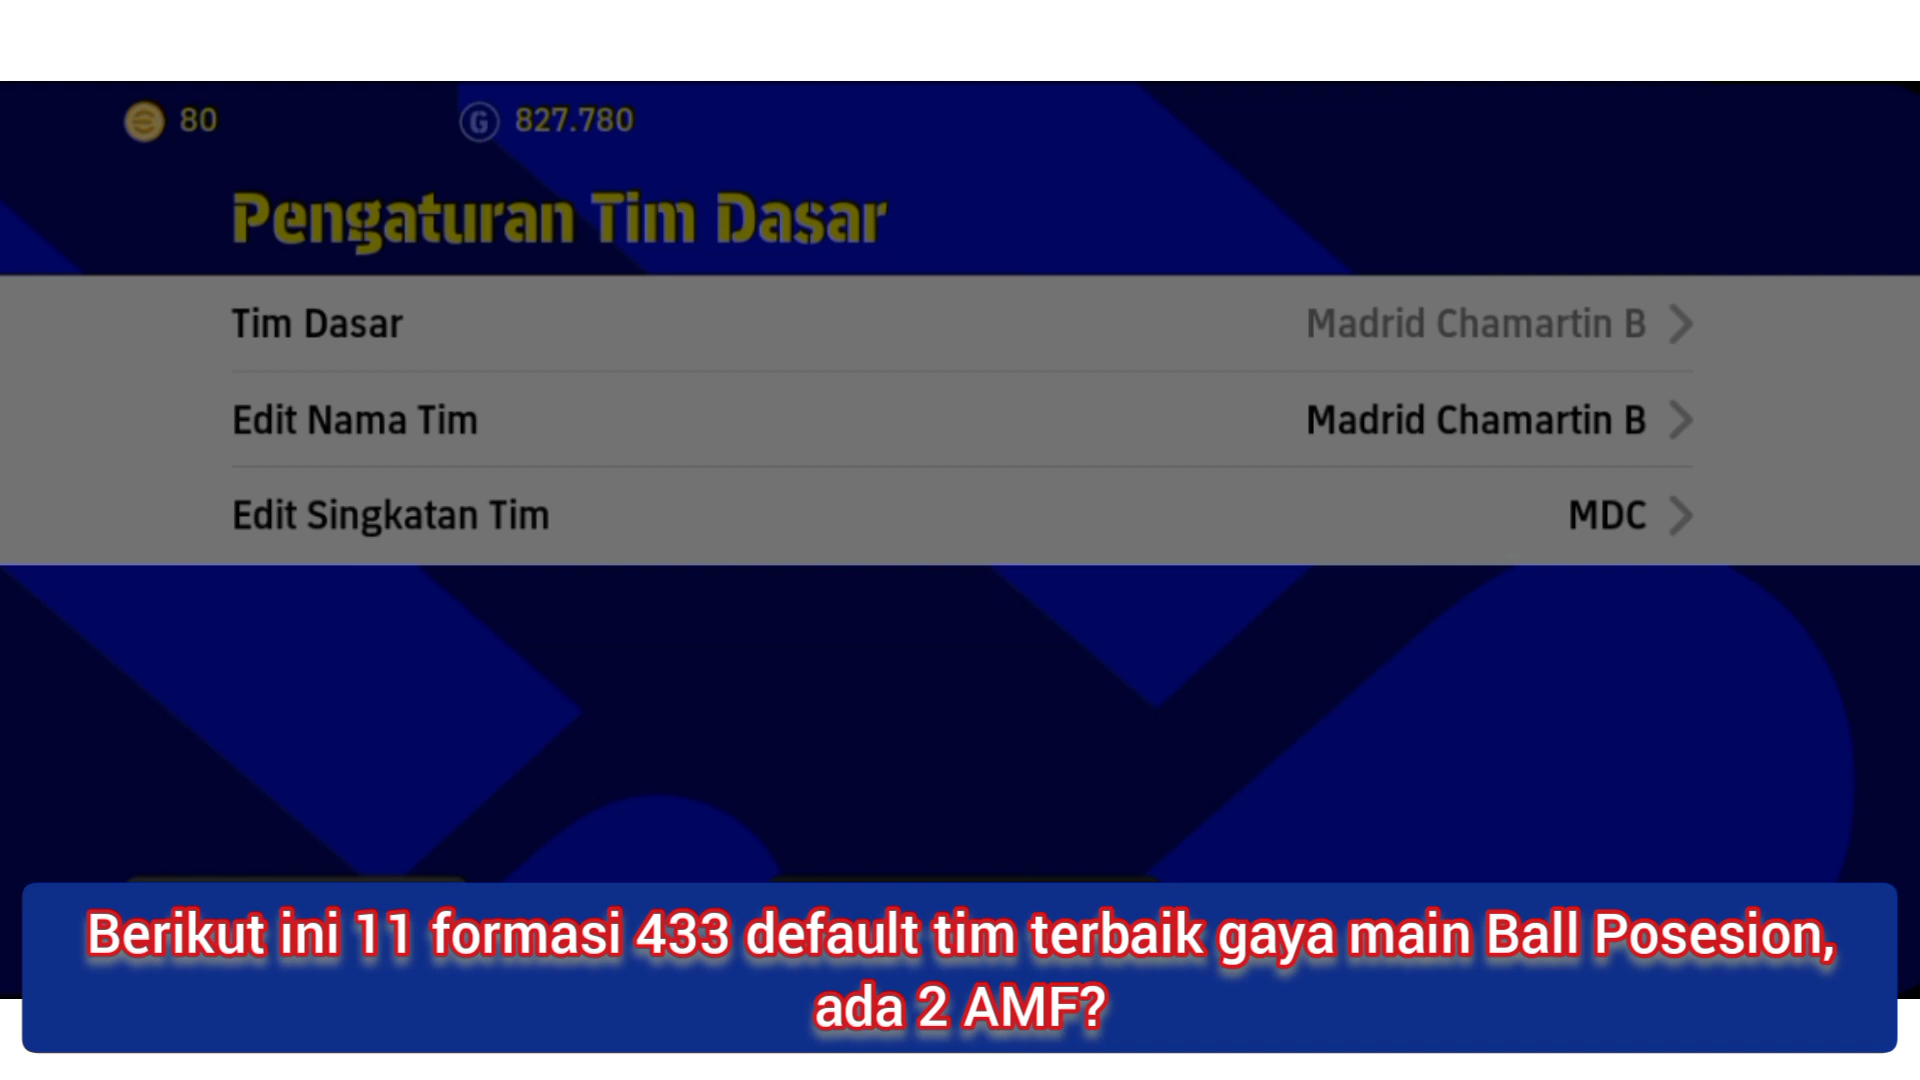 80
G 827.780
Pengaturan Tim Dasar
Tim Dasar Madrid Chamartin B
Edit Nama Tim Madrid Chamartin B
Edit Singkatan Tim MDC
Berikut ini 11 formasi 433 default tim terbaik gaya main Ball Posesion,
ada 2 AMF?